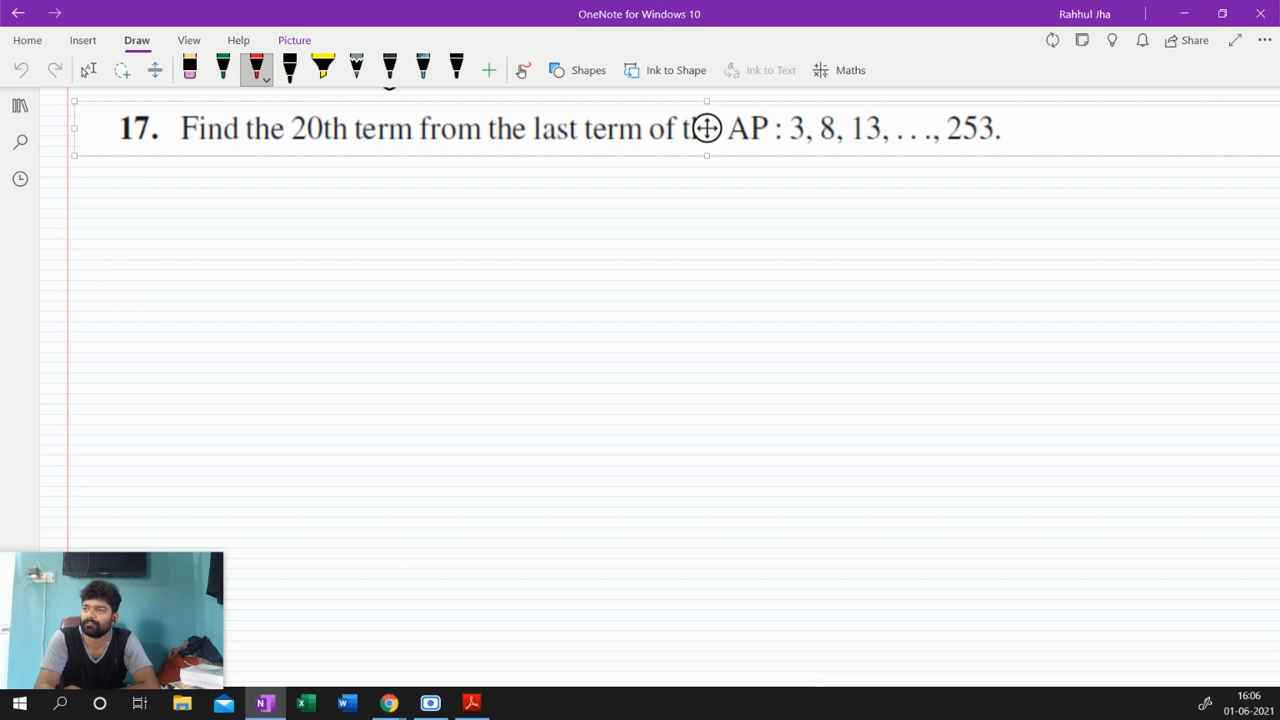 OneNote for Windows 10
Rahhul Jha
Home Insert Draw View Help Picture
Share
Shapes Ink to Shape Ink to Text Maths
17. Find the 20th term from the last term of AP : 3, 8, 13, . . ., 253.
16:06
01-06-2021